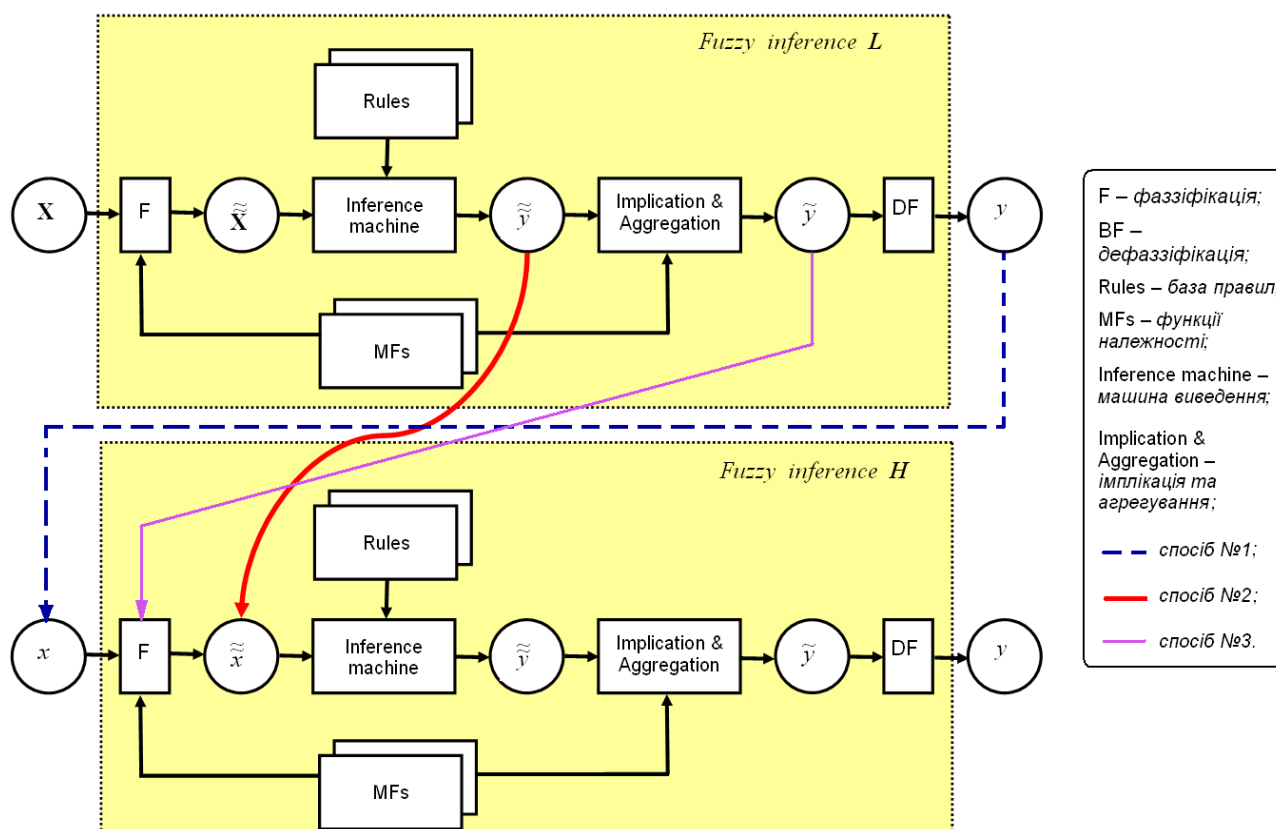 Fuzzy inference L
Rules
X
F
X̃̃
Inference
machine
ỹ̃
Implication &
Aggregation
ỹ
DF
y
MFs
Fuzzy inference H
Rules
x
F
x̃̃
Inference
machine
ỹ̃
Implication &
Aggregation
ỹ
DF
y
MFs
F – фаззіфікація;
BF –
дефаззіфікація;
Rules – база правил;
MFs – функції
належності;
Inference machine –
машина виведення;
Implication &
Aggregation –
імплікація та
агрегування;
спосіб №1;
спосіб №2;
спосіб №3.